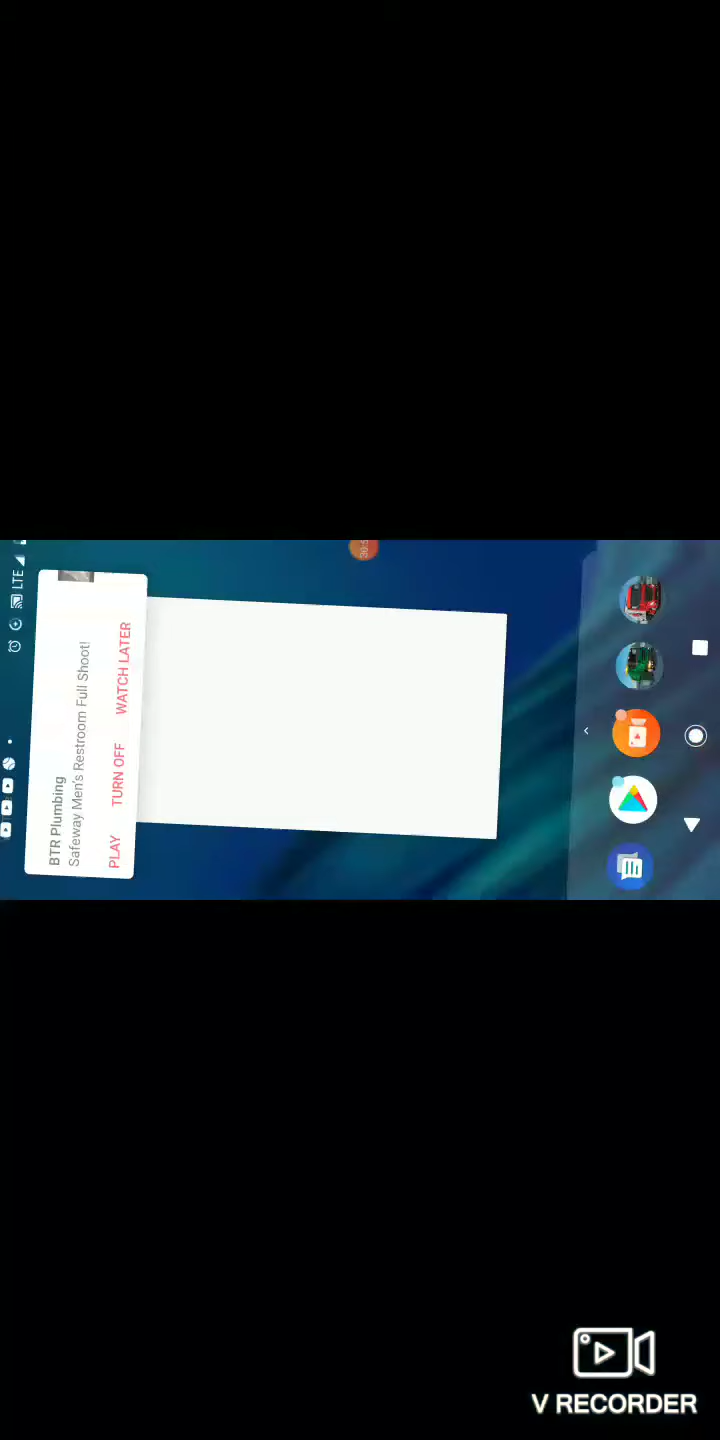 LTE
BTR Plumbing
Safeway Men's Restroom Full Shoot!
PLAY TURN OFF WATCH LATER
V RECORDER